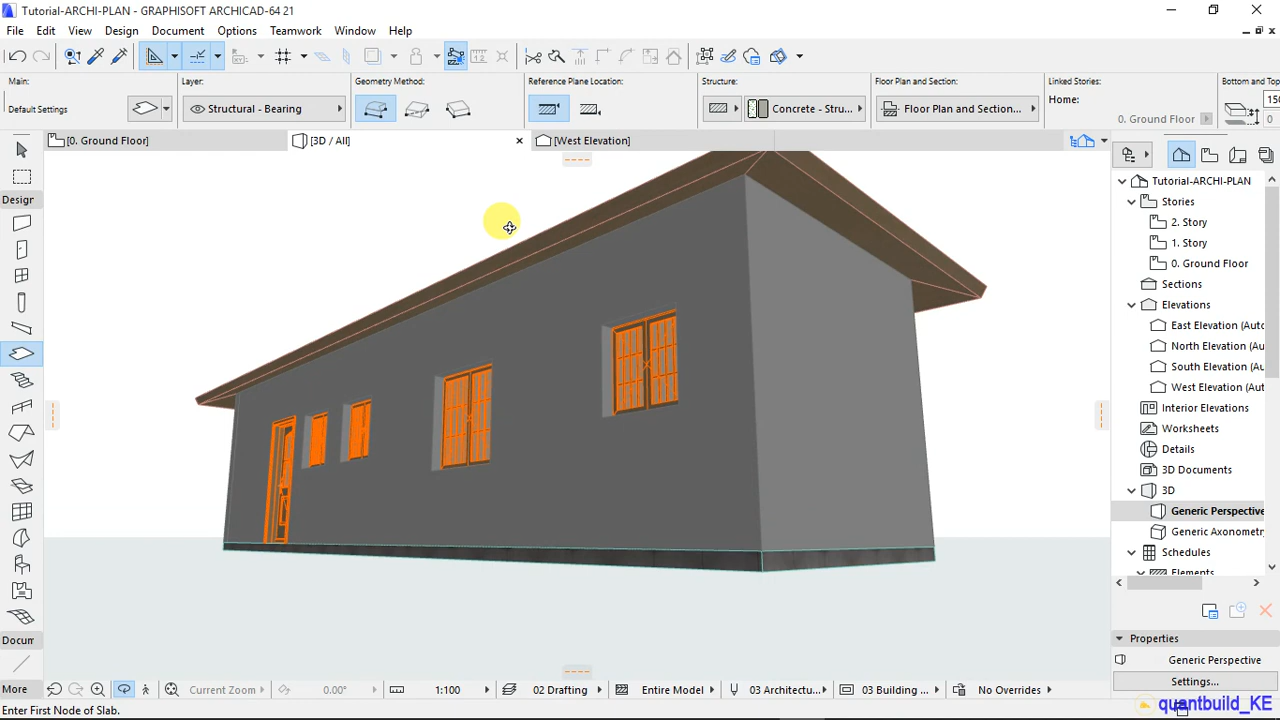 Tutorial-ARCHI-PLAN - GRAPHISOFT ARCHICAD-64 21
File Edit View Design Document Options Teamwork Window Help
Main:
Layer:
Geometry Method:
Reference Plane Location:
Structure:
Floor Plan and Section:
Linked Stories:
Bottom and Top
Default Settings
Structural - Bearing
Concrete - Stru...
Floor Plan and Section...
Home:
0. Ground Floor
150
0
[0. Ground Floor]
[3D / All]
[West Elevation]
Desigr
Docum
More
Tutorial-ARCHI-PLAN
Stories
2. Story
1. Story
0. Ground Floor
Sections
Elevations
East Elevation (Aut
North Elevation (Au
South Elevation (Au
West Elevation (Aut
Interior Elevations
Worksheets
Details
3D Documents
3D
Generic Perspective
Generic Axonometr
Schedules
Elements
Properties
Generic Perspective
Settings...
Current Zoom
0.00°
1:100
02 Drafting
Entire Model
03 Architectu...
03 Building ...
No Overrides
Enter First Node of Slab.
quantbuild_KE